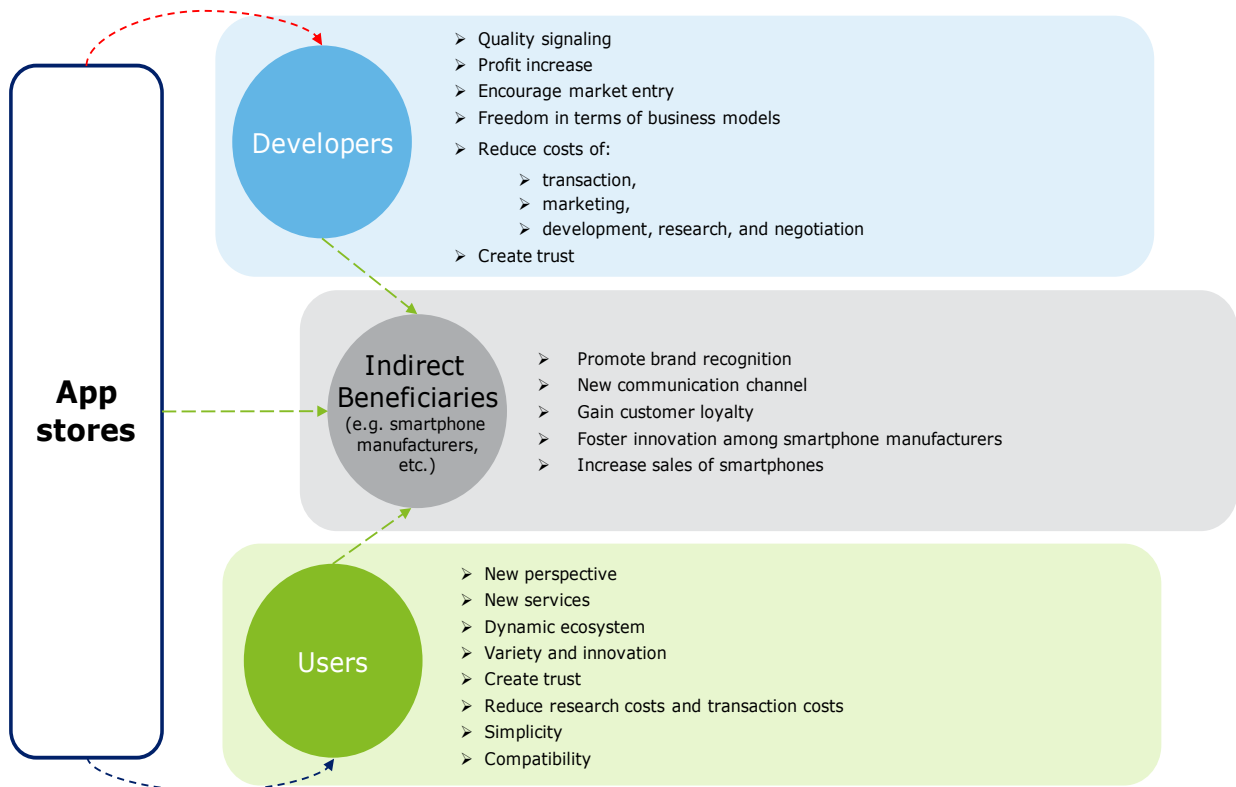 App
stores
Developers
➢ Quality signaling
➢ Profit increase
➢ Encourage market entry
➢ Freedom in terms of business models
➢ Reduce costs of:
➢ transaction,
➢ marketing,
➢ development, research, and negotiation
➢ Create trust
Indirect
Beneficiaries
(e.g. smartphone
manufacturers,
etc.)
➢ Promote brand recognition
➢ New communication channel
➢ Gain customer loyalty
➢ Foster innovation among smartphone manufacturers
➢ Increase sales of smartphones
Users
➢ New perspective
➢ New services
➢ Dynamic ecosystem
➢ Variety and innovation
➢ Create trust
➢ Reduce research costs and transaction costs
➢ Simplicity
➢ Compatibility